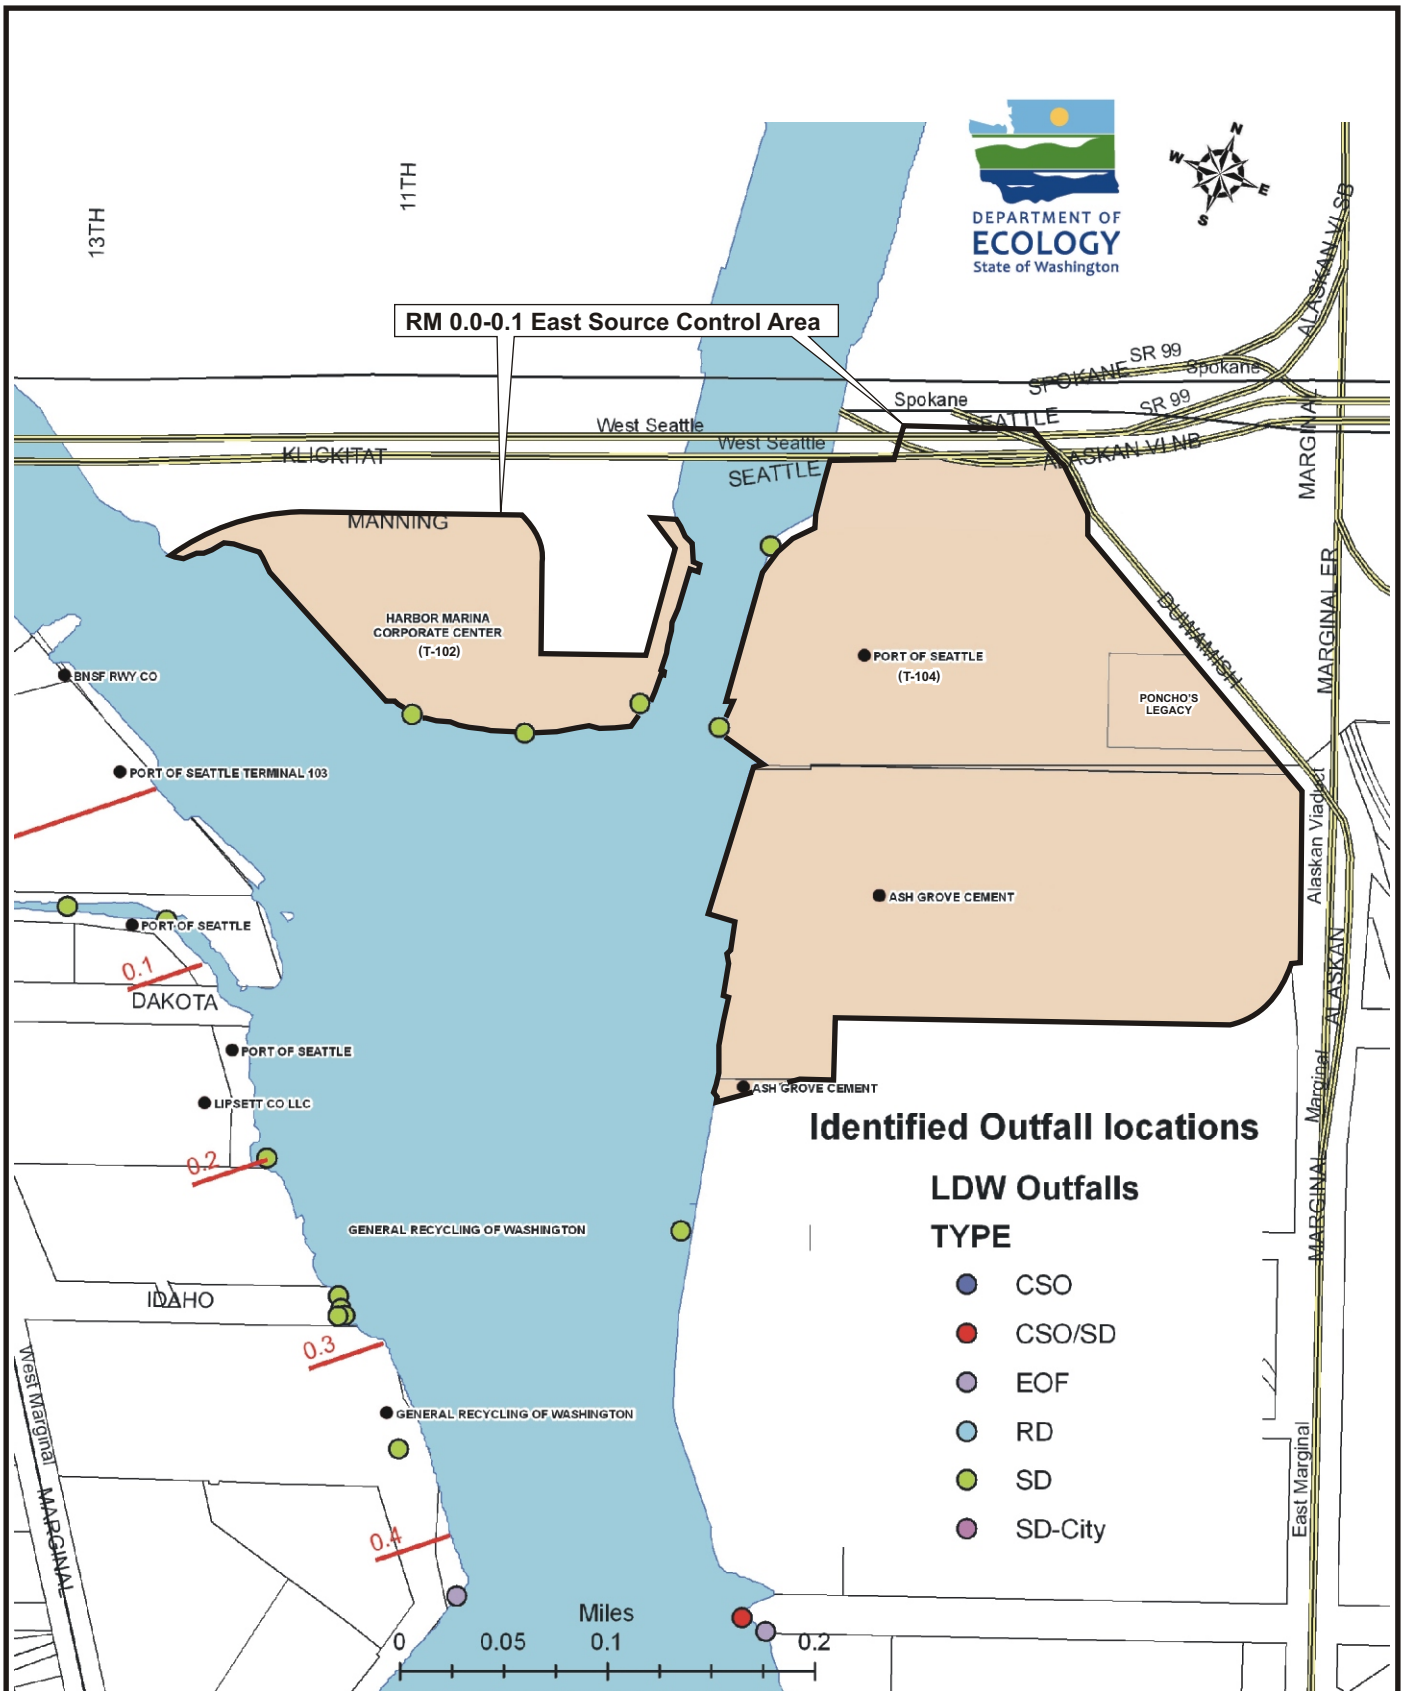 N
W
E
S
DEPARTMENT OF
ECOLOGY
State of Washington
13TH
11TH
ALASKAN VI SB
RM 0.0-0.1 East Source Control Area
SR 99
SPOKANE
Spokane
Spokane
SR 99
SEATTLE
West Seattle
West Seattle
KLICKITAT
ALASKAN VI NB
SEATTLE
MARGINAL
MANNING
HARBOR MARINA
CORPORATE CENTER
(T-102)
DUWAMISH
MARGINAL ER
PORT OF SEATTLE
(T-104)
BNSF RWY CO
PONCHO'S
LEGACY
PORT OF SEATTLE TERMINAL 103
Alaskan Viaduct
ASH GROVE CEMENT
PORT OF SEATTLE
0.1
DAKOTA
ALASKAN
PORT OF SEATTLE
ASH GROVE CEMENT
Marginal
LIPSETT CO LLC
Identified Outfall locations
0.2
LDW Outfalls
MARGINAL
GENERAL RECYCLING OF WASHINGTON
TYPE
CSO
IDAHO
CSO/SD
0.3
EOF
West Marginal
GENERAL RECYCLING OF WASHINGTON
RD
SD
East Marginal
SD-City
0.4
MARGINAL
Miles
0 0.05 0.1 0.2